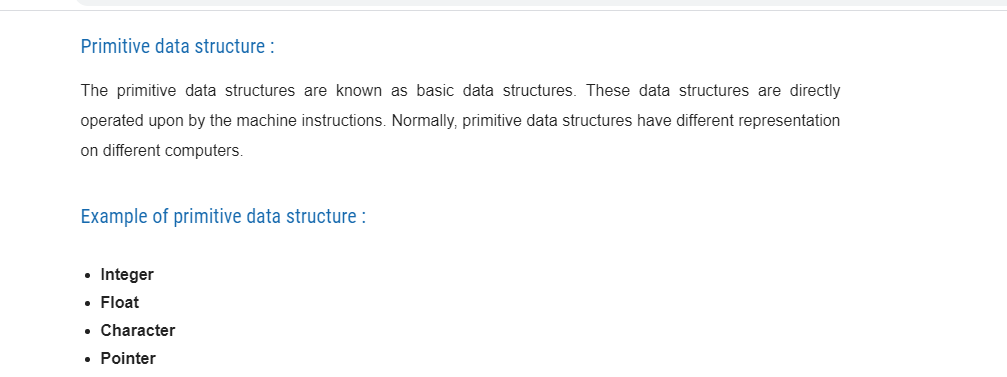 Primitive data structure :
The primitive data structures are known as basic data structures. These data structures are directly
operated upon by the machine instructions. Normally, primitive data structures have different representation
on different computers.
Example of primitive data structure :
• Integer
• Float
• Character
• Pointer